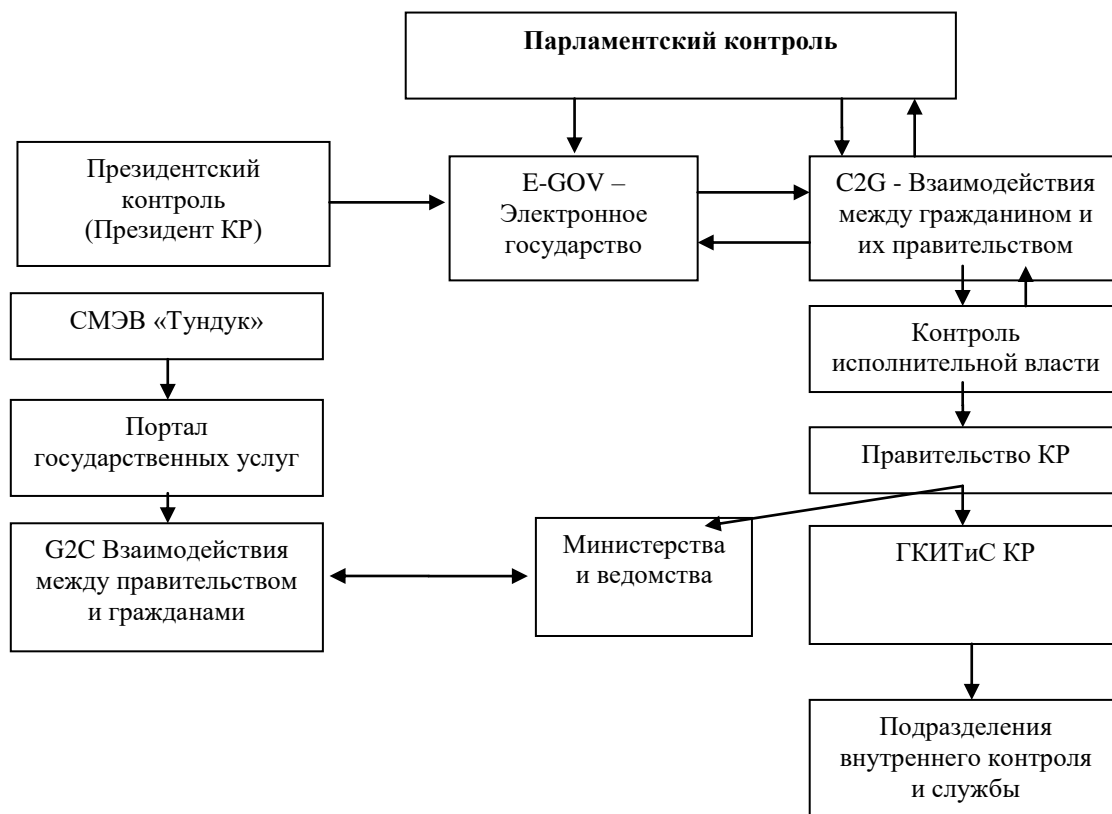 Парламентский контроль
Президентский
контроль
(Президент КР)
E-GOV –
Электронное
государство
C2G - Взаимодействия
между гражданином и
их правительством
СМЭВ «Тундук»
Контроль
исполнительной власти
Портал
государственных услуг
Правительство КР
G2C Взаимодействия
между правительством
и гражданами
Министерства
и ведомства
ГКИТиС КР
Подразделения
внутреннего контроля
и службы